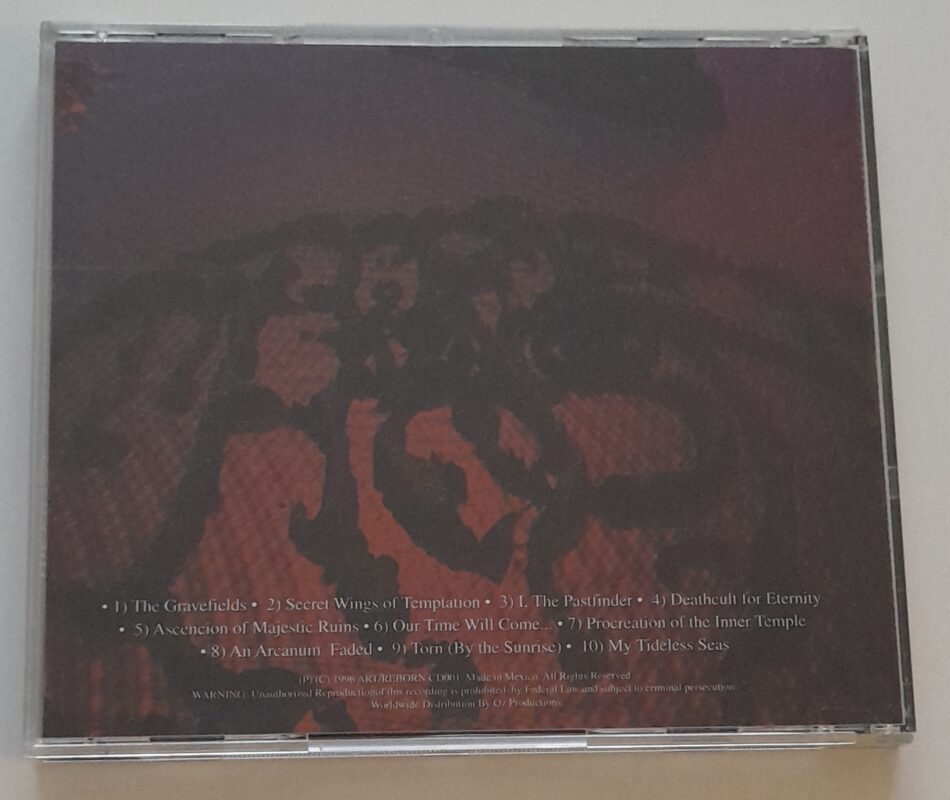 • 1) The Gravefields • 2) Secret Wings of Temptation • 3) I, The Pastfinder • 4) Deathcult for Eternity
• 5) Ascencion of Majestic Ruins • 6) Our Time Will Come... • 7) Procreation of the Inner Temple
• 8) An Arcanum Faded • 9) Torn (By the Sunrise) • 10) My Tideless Seas
(P) (C) 1996 ART/REBORN CD001 Made in Mexico. All Rights Reserved
WARNING: Unauthorized Reproductionof this recording is prohibited by Federal Law and subject to criminal persecution.
Worldwide Distribution By Oz Productions.